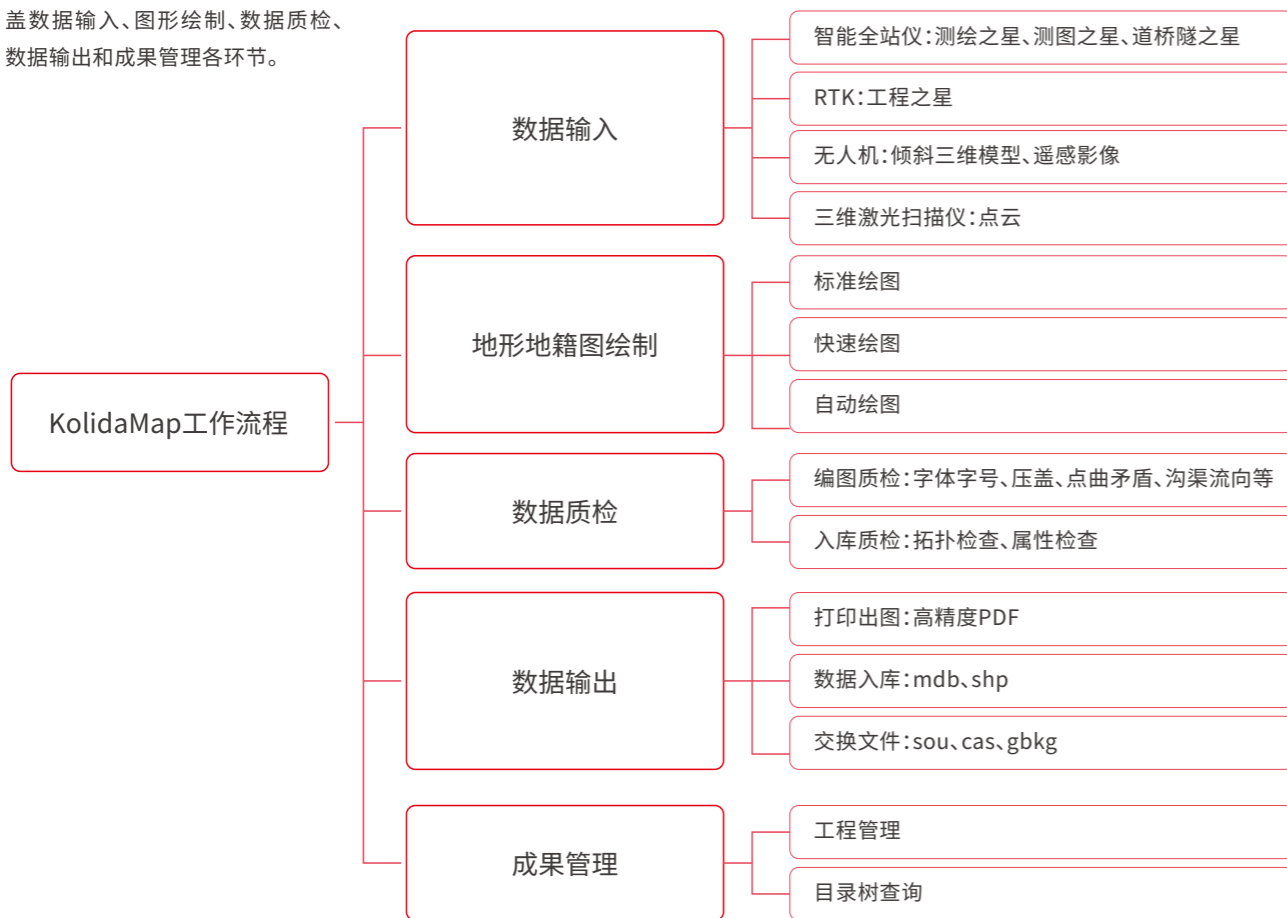 盖数据输入、图形绘制、数据质检、
数据输出和成果管理各环节。
KolidaMap工作流程
数据输入
智能全站仪:测绘之星、测图之星、道桥隧之星
RTK:工程之星
无人机:倾斜三维模型、遥感影像
三维激光扫描仪:点云
地形地籍图绘制
标准绘图
快速绘图
自动绘图
数据质检
编图质检:字体字号、压盖、点曲矛盾、沟渠流向等
入库质检:拓扑检查、属性检查
数据输出
打印出图:高精度PDF
数据入库:mdb、shp
交换文件:sou、cas、gbkg
成果管理
工程管理
目录树查询